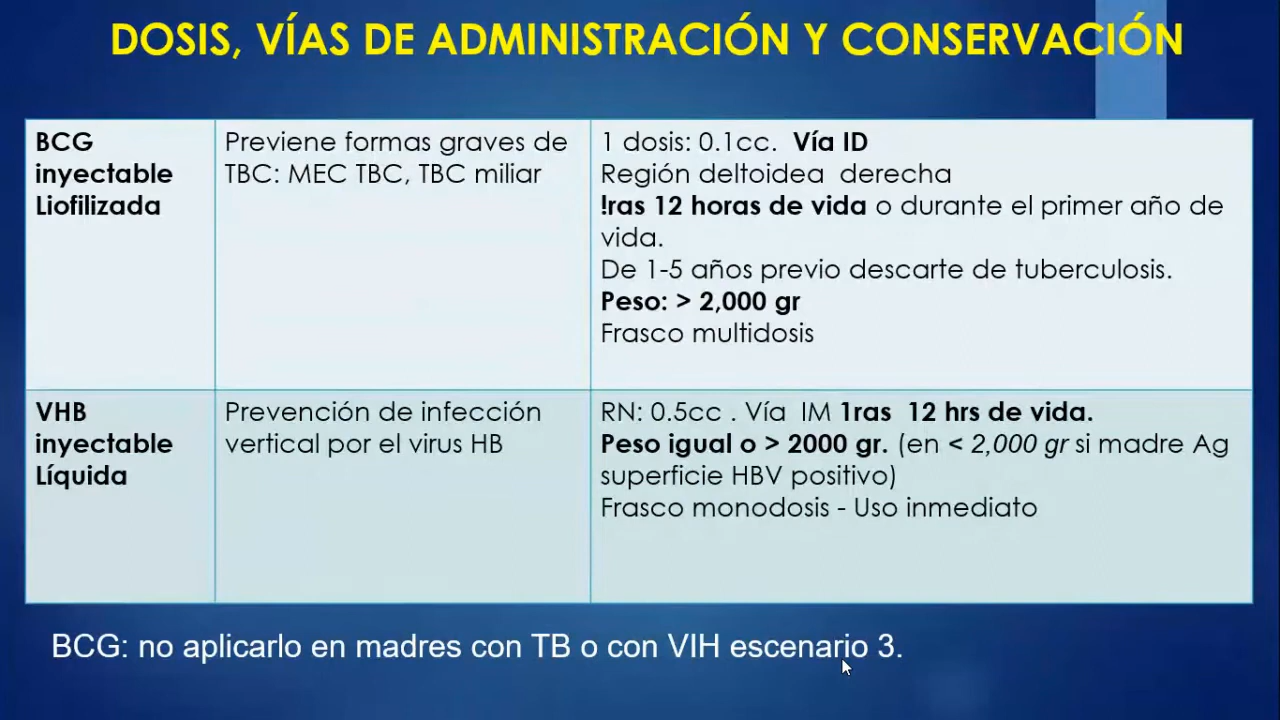 DOSIS, VÍAS DE ADMINISTRACIÓN Y CONSERVACIÓN
BCG
inyectable
Liofilizada
Previene formas graves de
TBC: MEC TBC, TBC miliar
1 dosis: 0.1cc. Vía ID
Región deltoidea derecha
!ras 12 horas de vida o durante el primer año de
vida.
De 1-5 años previo descarte de tuberculosis.
Peso: > 2,000 gr
Frasco multidosis
VHB
inyectable
Líquida
Prevención de infección
vertical por el virus HB
RN: 0.5cc . Vía IM 1ras 12 hrs de vida.
Peso igual o > 2000 gr. (en < 2,000 gr si madre Ag
superficie HBV positivo)
Frasco monodosis - Uso inmediato
BCG: no aplicarlo en madres con TB o con VIH escenario 3.